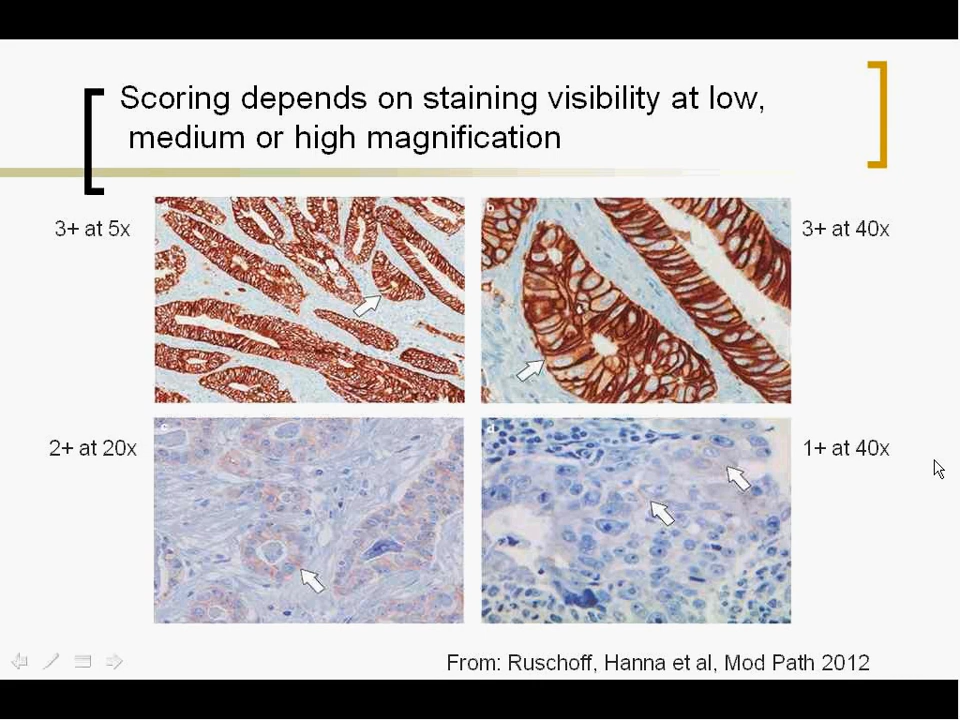 Scoring depends on staining visibility at low,
medium or high magnification
3+ at 5x
3+ at 40x
2+ at 20x
c
d
1+ at 40x
From: Ruschoff, Hanna et al, Mod Path 2012